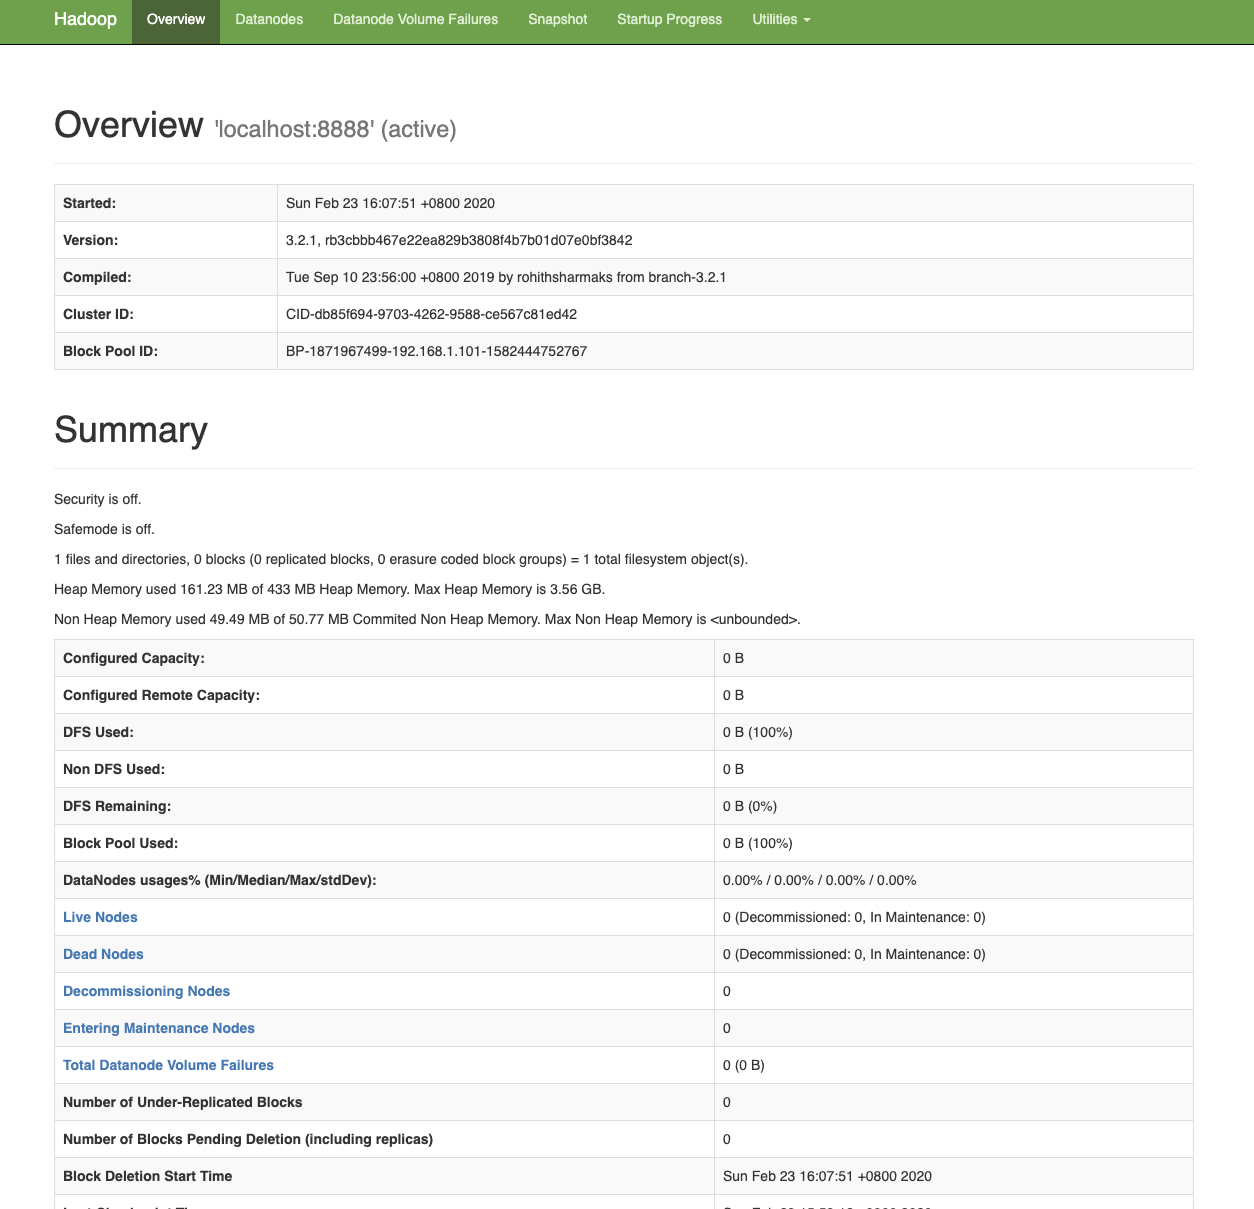 Hadoop Overview Datanodes Datanode Volume Failures Snapshot Startup Progress Utilities
Overview 'localhost:8888' (active)
Started: Sun Feb 23 16:07:51 +0800 2020
Version: 3.2.1, rb3cbbb467e22ea829b3808f4b7b01d07e0bf3842
Compiled: Tue Sep 10 23:56:00 +0800 2019 by rohithsharmaks from branch-3.2.1
Cluster ID: CID-db85f694-9703-4262-9588-ce567c81ed42
Block Pool ID: BP-1871967499-192.168.1.101-1582444752767
Summary
Security is off.
Safemode is off.
1 files and directories, 0 blocks (0 replicated blocks, 0 erasure coded block groups) = 1 total filesystem object(s).
Heap Memory used 161.23 MB of 433 MB Heap Memory. Max Heap Memory is 3.56 GB.
Non Heap Memory used 49.49 MB of 50.77 MB Commited Non Heap Memory. Max Non Heap Memory is <unbounded>.
Configured Capacity: 0 B
Configured Remote Capacity: 0 B
DFS Used: 0 B (100%)
Non DFS Used: 0 B
DFS Remaining: 0 B (0%)
Block Pool Used: 0 B (100%)
DataNodes usages% (Min/Median/Max/stdDev): 0.00% / 0.00% / 0.00% / 0.00%
Live Nodes 0 (Decommissioned: 0, In Maintenance: 0)
Dead Nodes 0 (Decommissioned: 0, In Maintenance: 0)
Decommissioning Nodes 0
Entering Maintenance Nodes 0
Total Datanode Volume Failures 0 (0 B)
Number of Under-Replicated Blocks 0
Number of Blocks Pending Deletion (including replicas) 0
Block Deletion Start Time Sun Feb 23 16:07:51 +0800 2020